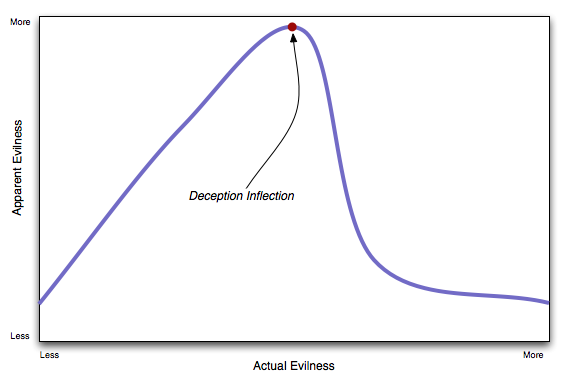 More
Apparent Evilness
Deception Inflection
Less
Less
More
Actual Evilness